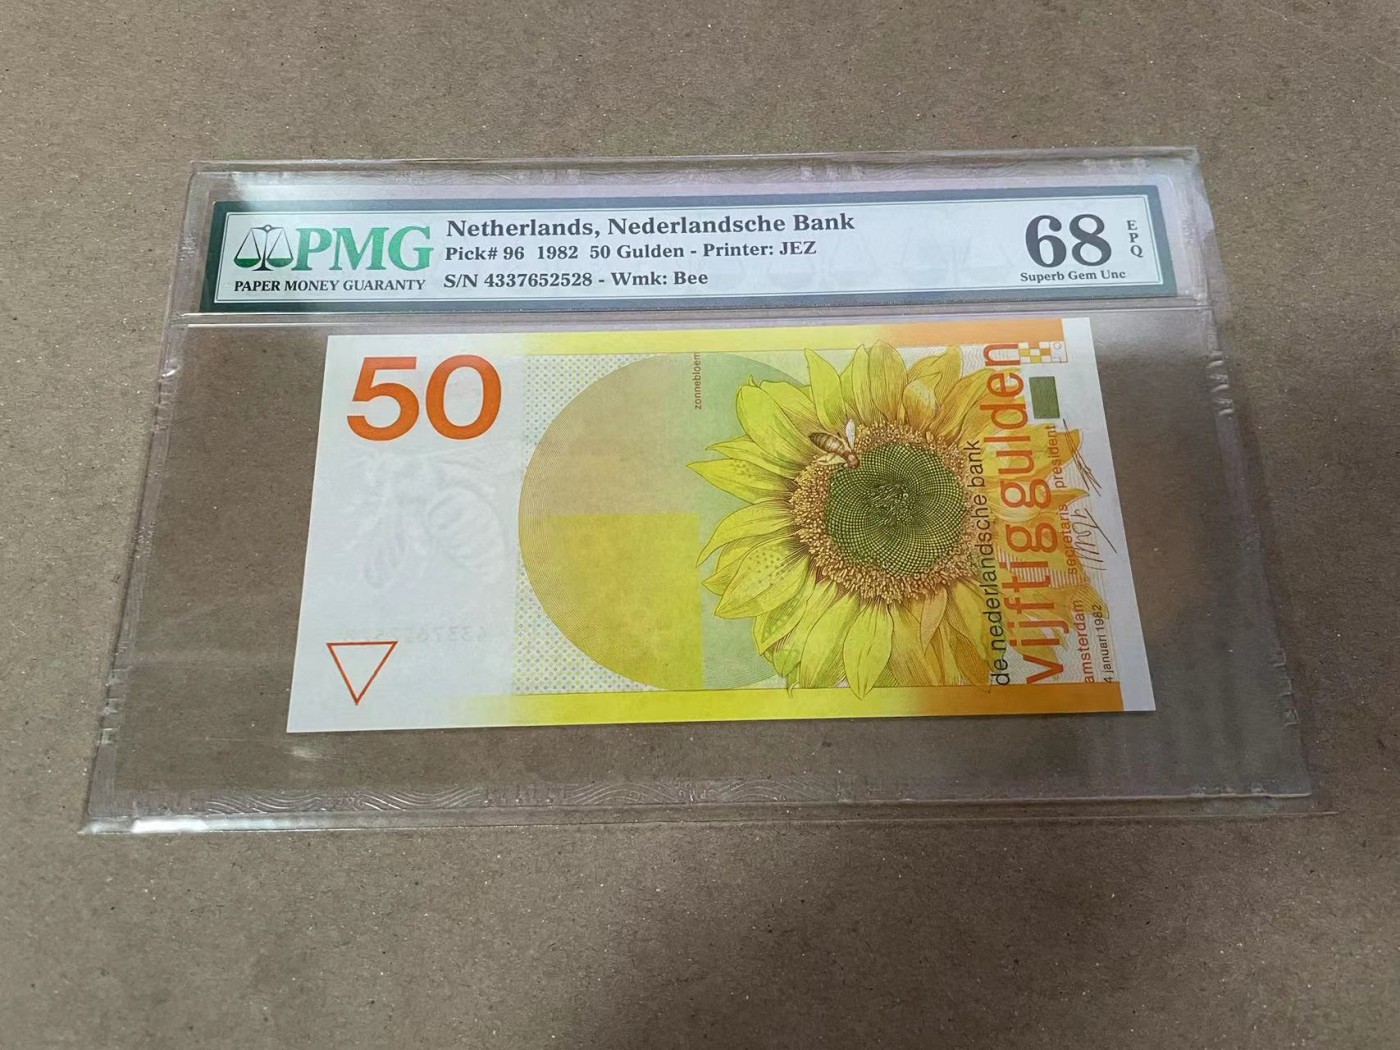 PMG
PAPER MONEY GUARANTY
Netherlands, Nederlandsche Bank
Pick# 96 1982 50 Gulden - Printer: JEZ
S/N 4337652528 - Wmk: Bee
68
EPQ
Superb Gem Unc
50
zonnebloem
de nederlandsche bank
vijftig gulden
amsterdam secretaris president
4 januari 1982